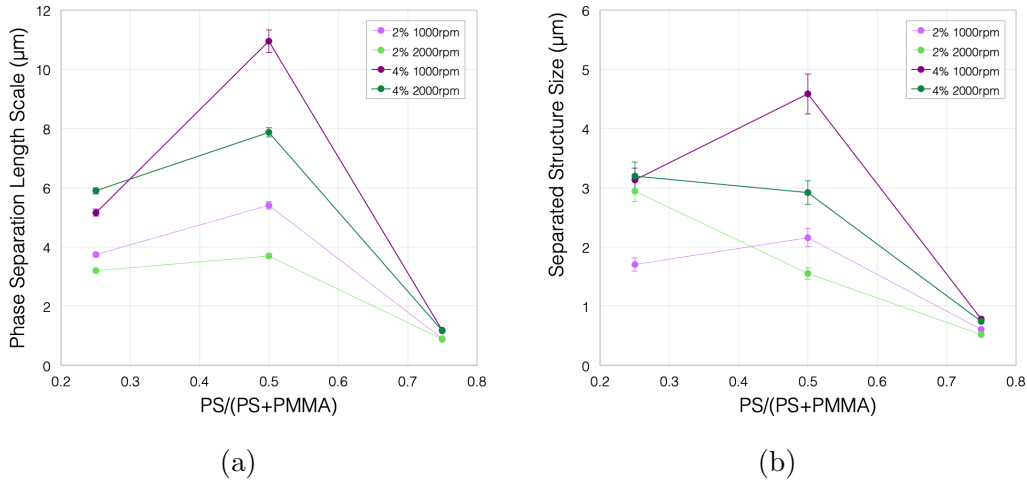 12
10
8
6
4
2
0
0.2 0.3 0.4 0.5 0.6 0.7 0.8
Phase Separation Length Scale (μm)
PS/(PS+PMMA)
2% 1000rpm
2% 2000rpm
4% 1000rpm
4% 2000rpm
(a)
6
5
4
3
2
1
0
0.2 0.3 0.4 0.5 0.6 0.7 0.8
Separated Structure Size (μm)
PS/(PS+PMMA)
2% 1000rpm
2% 2000rpm
4% 1000rpm
4% 2000rpm
(b)